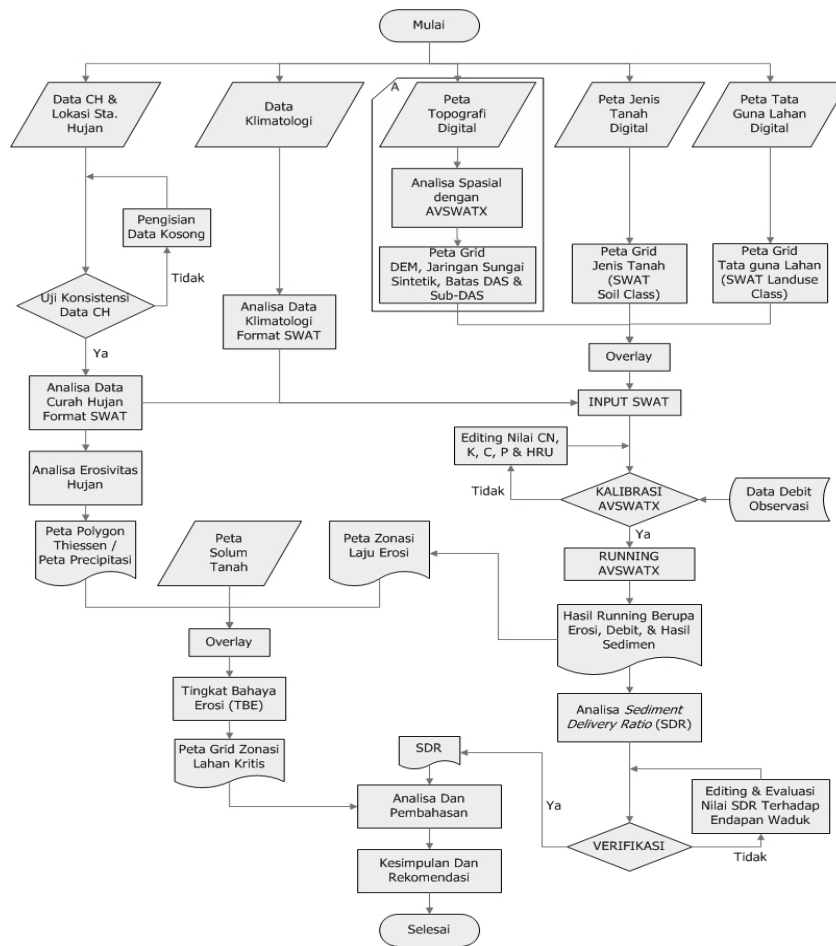 Mulai
Data CH &
Lokasi Sta.
Hujan
Data
Klimatologi
A
Peta
Topografi
Digital
Peta Jenis
Tanah
Digital
Peta Tata
Guna Lahan
Digital
Pengisian
Data Kosong
Tidak
Analisa Spasial
dengan
AVSWATX
Uji Konsistensi
Data CH
Ya
Analisa Data
Klimatologi
Format SWAT
Peta Grid
DEM, Jaringan Sungai
Sintetik, Batas DAS &
Sub-DAS
Peta Grid
Jenis Tanah
(SWAT
Soil Class)
Peta Grid
Tata guna Lahan
(SWAT Landuse
Class)
Overlay
Analisa Data
Curah Hujan
Format SWAT
INPUT SWAT
Analisa Erosivitas
Hujan
Editing Nilai CN,
K, C, P & HRU
Tidak
KALIBRASI
AVSWATX
Data Debit
Observasi
Ya
Peta Polygon
Thiessen /
Peta Precipitasi
Peta
Solum
Tanah
Peta Zonasi
Laju Erosi
RUNNING
AVSWATX
Hasil Running Berupa
Erosi, Debit, & Hasil
Sedimen
Overlay
Tingkat Bahaya
Erosi (TBE)
Analisa Sediment
Delivery Ratio (SDR)
Peta Grid Zonasi
Lahan Kritis
SDR
Analisa Dan
Pembahasan
Ya
Editing & Evaluasi
Nilai SDR Terhadap
Endapan Waduk
VERIFIKASI
Tidak
Kesimpulan Dan
Rekomendasi
Selesai